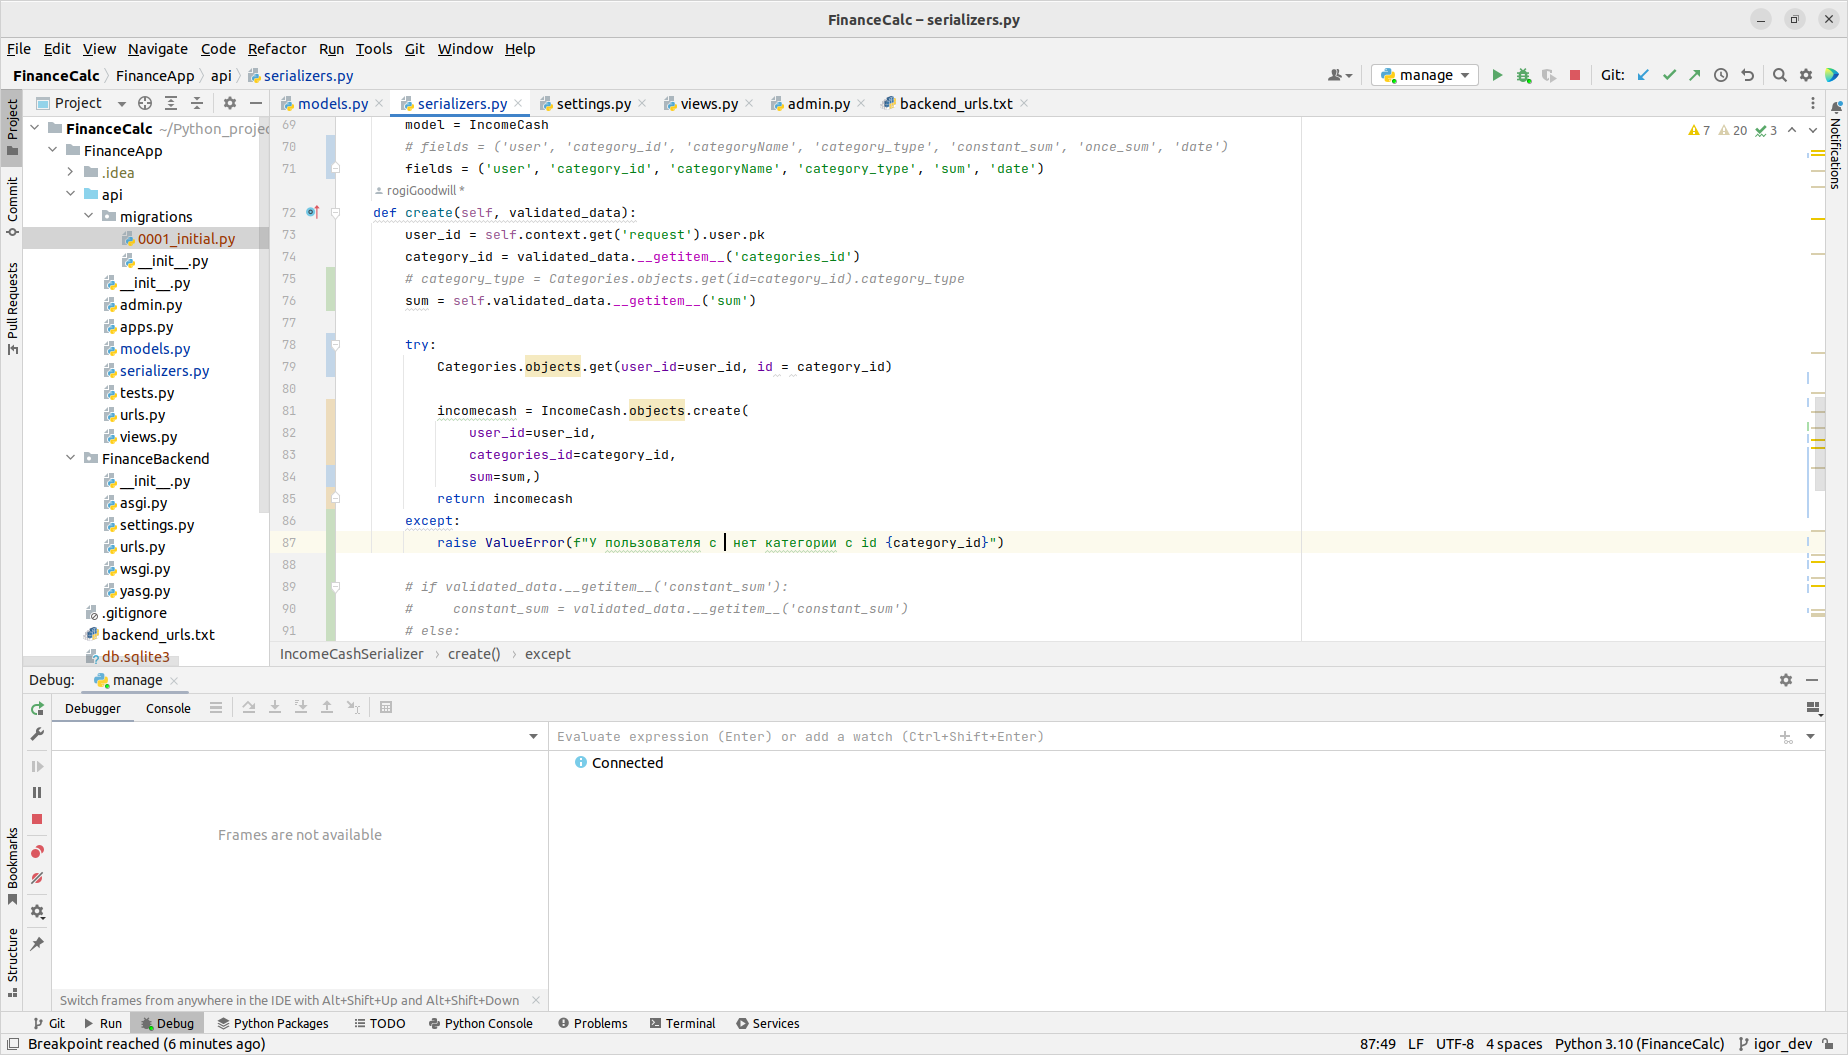 FinanceCalc – serializers.py
File Edit View Navigate Code Refactor Run Tools Git Window Help
FinanceCalc FinanceApp api serializers.py
manage Git:
Project
models.py serializers.py settings.py views.py admin.py backend_urls.txt
Project
Commit
Pull Requests
Bookmarks
Structure
Notifications
FinanceCalc ~/Python_projec
FinanceApp
.idea
api
migrations
0001_initial.py
__init__.py
__init__.py
admin.py
apps.py
models.py
serializers.py
tests.py
urls.py
views.py
FinanceBackend
__init__.py
asgi.py
settings.py
urls.py
wsgi.py
yasg.py
.gitignore
backend_urls.txt
db.sqlite3
7 20 3
69 model = IncomeCash
70 # fields = ('user', 'category_id', 'categoryName', 'category_type', 'constant_sum', 'once_sum', 'date')
71 fields = ('user', 'category_id', 'categoryName', 'category_type', 'sum', 'date')
rogiGoodwill *
72 def create(self, validated_data):
73 user_id = self.context.get('request').user.pk
74 category_id = validated_data.__getitem__('categories_id')
75 # category_type = Categories.objects.get(id=category_id).category_type
76 sum = self.validated_data.__getitem__('sum')
77
78 try:
79 Categories.objects.get(user_id=user_id, id = category_id)
80
81 incomecash = IncomeCash.objects.create(
82 user_id=user_id,
83 categories_id=category_id,
84 sum=sum,)
85 return incomecash
86 except:
87 raise ValueError(f"У пользователя с нет категории с id {category_id}")
88
89 # if validated_data.__getitem__('constant_sum'):
90 # constant_sum = validated_data.__getitem__('constant_sum')
91 # else:
IncomeCashSerializer › create() › except
Debug: manage
Debugger Console
Evaluate expression (Enter) or add a watch (Ctrl+Shift+Enter)
Connected
Frames are not available
Switch frames from anywhere in the IDE with Alt+Shift+Up and Alt+Shift+Down
Git Run Debug Python Packages TODO Python Console Problems Terminal Services
Breakpoint reached (6 minutes ago)
87:49 LF UTF-8 4 spaces Python 3.10 (FinanceCalc) igor_dev